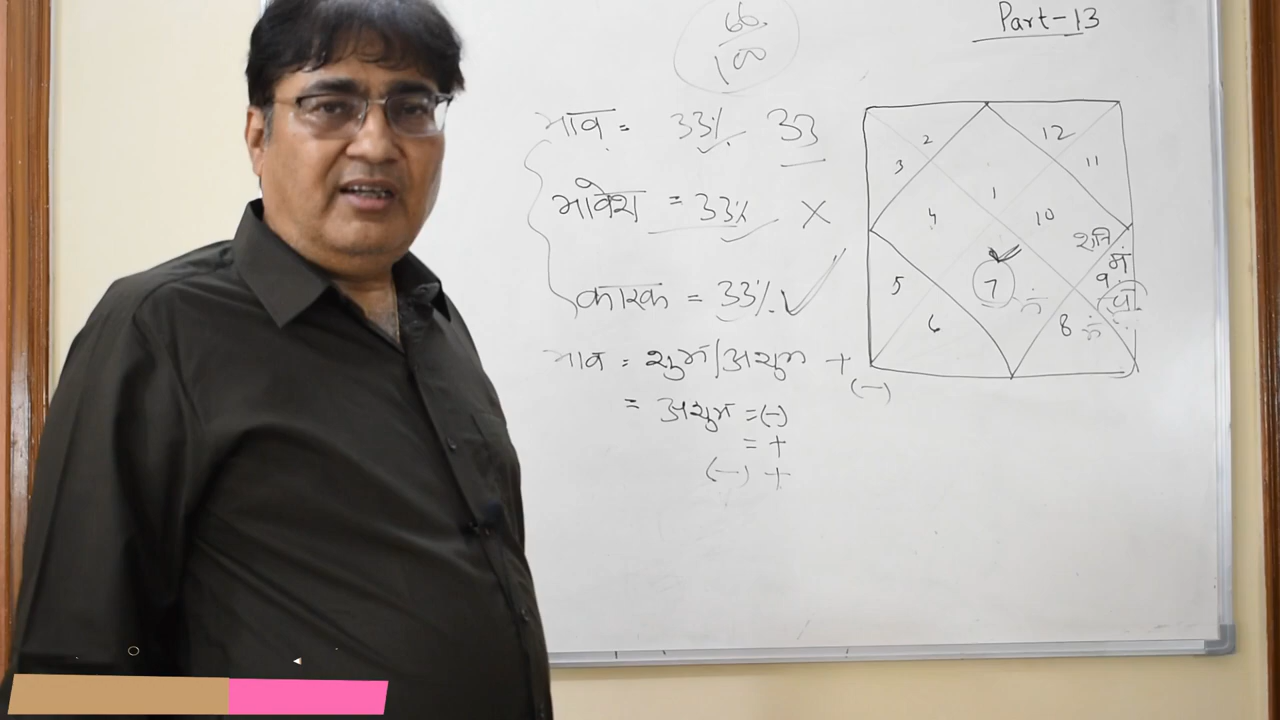 66
100
Part-13
भाव = 33% 33
भावेश = 33% ×
कारक = 33% ✓
भाव = शुभ/अशुभ + (-)
= अशुभ = (-)
= +
(-) +
2 12
3 11
1
4 10
शनि
मं
5 7 9
6 8